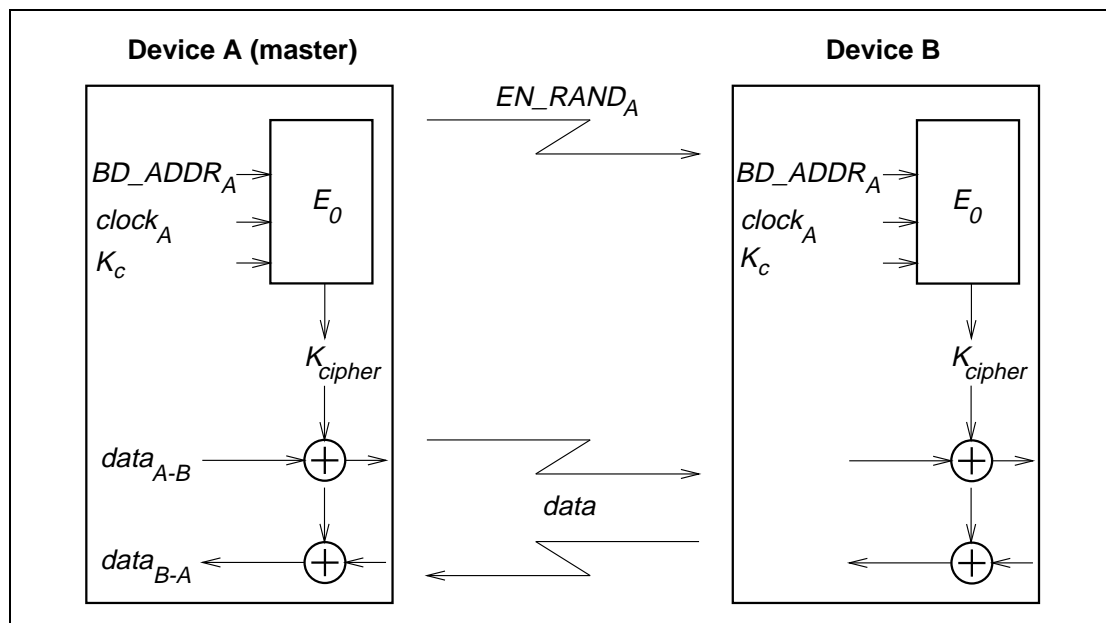 Device A (master)
Device B
EN_RAND_A
BD_ADDR_A
clock_A
K_c
E_0
BD_ADDR_A
clock_A
K_c
E_0
K_cipher
K_cipher
data_A-B
data
data_B-A